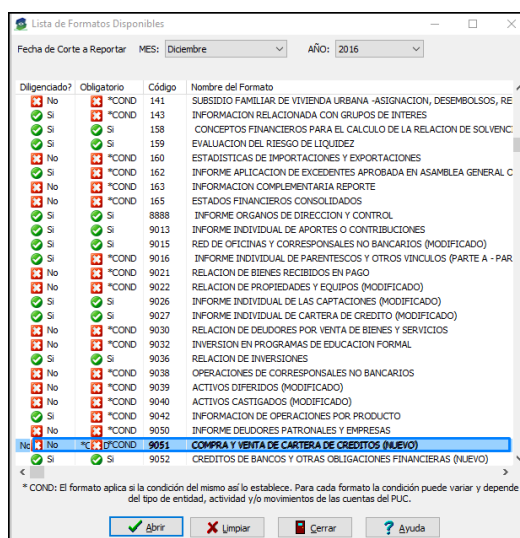 Lista de Formatos Disponibles
Fecha de Corte a Reportar MES: Diciembre AÑO: 2016
Diligenciado? Obligatorio Código Nombre del Formato
No *COND 141 SUBSIDIO FAMILIAR DE VIVIENDA URBANA -ASIGNACION, DESEMBOLSOS, RE
Si *COND 143 INFORMACION RELACIONADA CON GRUPOS DE INTERES
Si Si 158 CONCEPTOS FINANCIEROS PARA EL CALCULO DE LA RELACION DE SOLVENC
Si Si 159 EVALUACION DEL RIESGO DE LIQUIDEZ
No *COND 160 ESTADISTICAS DE IMPORTACIONES Y EXPORTACIONES
Si *COND 162 INFORME APLICACION DE EXCEDENTES APROBADA EN ASAMBLEA GENERAL C
No *COND 163 INFORMACION COMPLEMENTARIA REPORTE
No *COND 165 ESTADOS FINANCIEROS CONSOLIDADOS
Si Si 8888 INFORME ORGANOS DE DIRECCION Y CONTROL
Si Si 9013 INFORME INDIVIDUAL DE APORTES O CONTRIBUCIONES
Si Si 9015 RED DE OFICINAS Y CORRESPONSALES NO BANCARIOS (MODIFICADO)
Si *COND 9016 INFORME INDIVIDUAL DE PARENTESCOS Y OTROS VINCULOS (PARTE A - PAR
No *COND 9021 RELACION DE BIENES RECIBIDOS EN PAGO
No *COND 9022 RELACION DE PROPIEDADES Y EQUIPOS (MODIFICADO)
Si Si 9026 INFORME INDIVIDUAL DE LAS CAPTACIONES (MODIFICADO)
Si Si 9027 INFORME INDIVIDUAL DE CARTERA DE CREDITO (MODIFICADO)
No *COND 9030 RELACION DE DEUDORES POR VENTA DE BIENES Y SERVICIOS
No *COND 9032 INVERSION EN PROGRAMAS DE EDUCACION FORMAL
Si Si 9036 RELACION DE INVERSIONES
No *COND 9038 OPERACIONES DE CORRESPONSALES NO BANCARIOS
No *COND 9039 ACTIVOS DIFERIDOS (MODIFICADO)
No *COND 9040 ACTIVOS CASTIGADOS (MODIFICADO)
Si *COND 9042 INFORMACION DE OPERACIONES POR PRODUCTO
No *COND 9050 INFORME DEUDORES PATRONALES Y EMPRESAS
No *COND 9051 COMPRA Y VENTA DE CARTERA DE CREDITOS (NUEVO)
Si Si 9052 CREDITOS DE BANCOS Y OTRAS OBLIGACIONES FINANCIERAS (NUEVO)
* COND: El formato aplica si la condición del mismo así lo establece. Para cada formato la condición puede variar y depende
del tipo de entidad, actividad y/o movimientos de las cuentas del PUC.
Abrir Limpiar Cerrar Ayuda